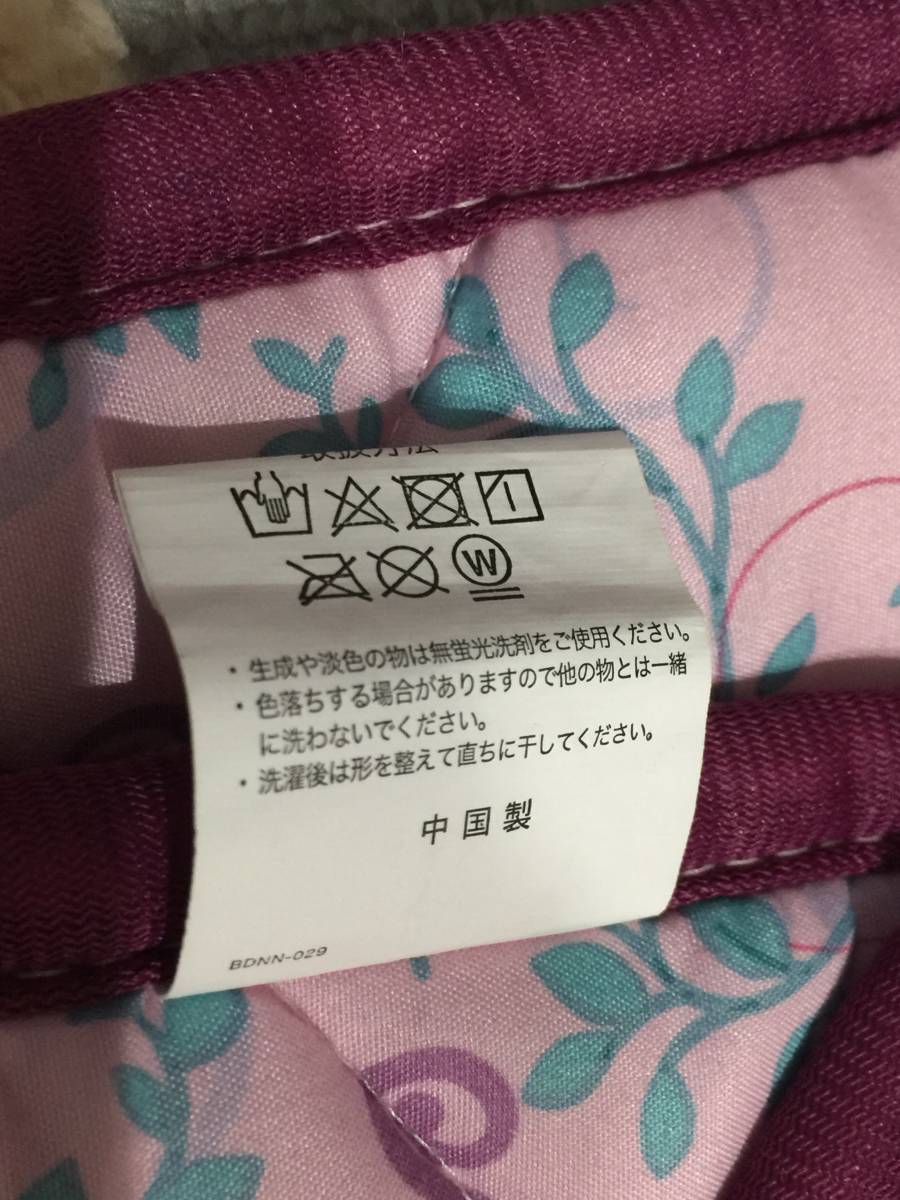 取扱方法
W
・生成や淡色の物は無蛍光洗剤をご使用ください。
・色落ちする場合がありますので他の物とは一緒
に洗わないでください。
・洗濯後は形を整えて直ちに干してください。
中国製
BDNN-029